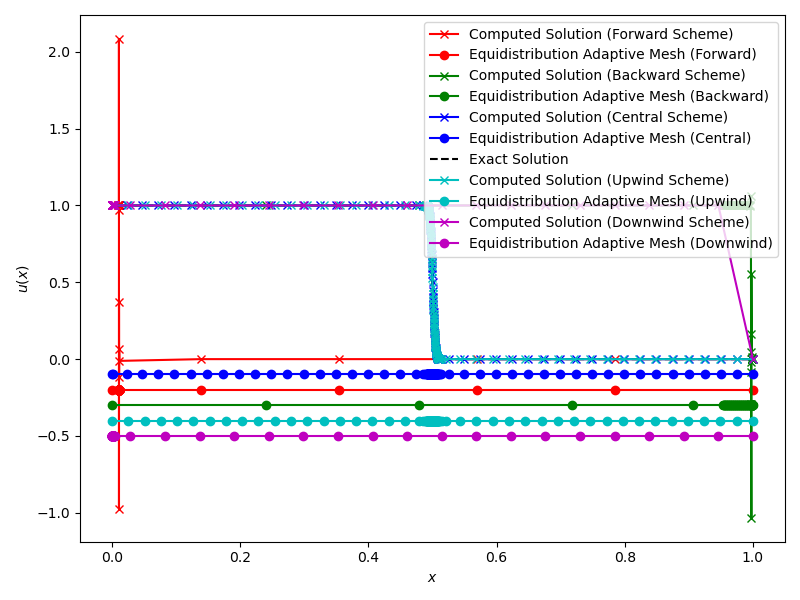 2.0
1.5
1.0
0.5
0.0
−0.5
−1.0
u(x)
0.0 0.2 0.4 0.6 0.8 1.0
x
Computed Solution (Forward Scheme)
Equidistribution Adaptive Mesh (Forward)
Computed Solution (Backward Scheme)
Equidistribution Adaptive Mesh (Backward)
Computed Solution (Central Scheme)
Equidistribution Adaptive Mesh (Central)
Exact Solution
Computed Solution (Upwind Scheme)
Equidistribution Adaptive Mesh (Upwind)
Computed Solution (Downwind Scheme)
Equidistribution Adaptive Mesh (Downwind)